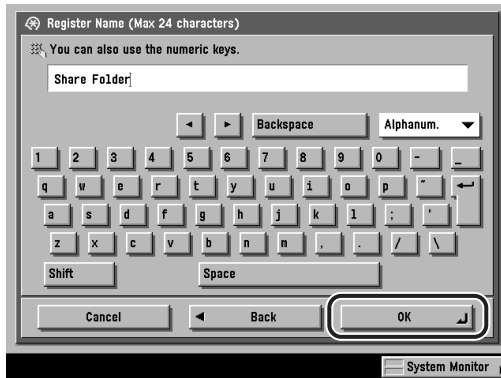 Register Name (Max 24 characters)
You can also use the numeric keys.
Share Folder
◄ ► Backspace Alphanum. ▼
1 2 3 4 5 6 7 8 9 0 - _
q w e r t y u i o p ~
a s d f g h j k l ; '
z x c v b n m , . / \
Shift Space
Cancel ◄ Back OK
System Monitor